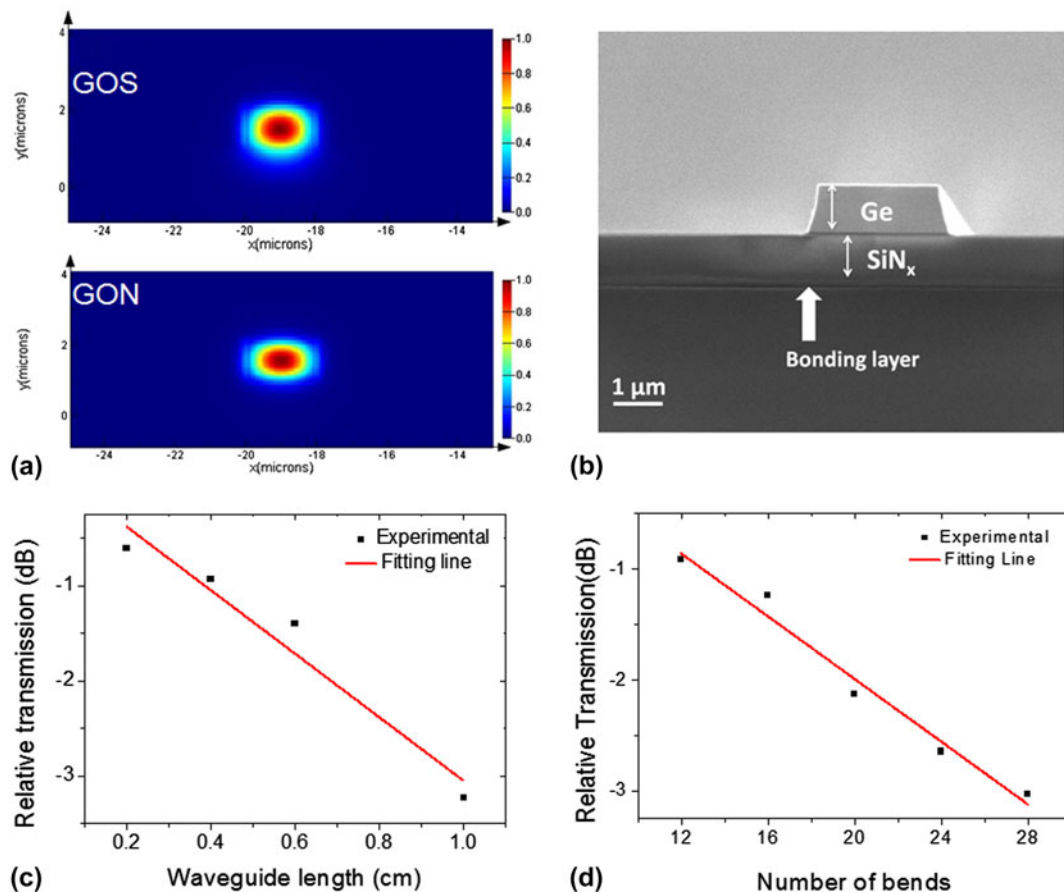 4
2
0
y(microns)
GOS
-24
-22
-20
-18
-16
-14
x(microns)
1.0
0.8
0.6
0.4
0.2
0.0
4
2
0
y(microns)
GON
-24
-22
-20
-18
-16
-14
x(microns)
1.0
0.8
0.6
0.4
0.2
0.0
(a)
Ge
SiNₓ
Bonding layer
1 µm
(b)
Relative transmission (dB)
-1
-2
-3
Experimental
Fitting line
0.2
0.4
0.6
0.8
1.0
Waveguide length (cm)
(c)
Relative Transmission(dB)
-1
-2
-3
Experimental
Fitting Line
12
16
20
24
28
Number of bends
(d)